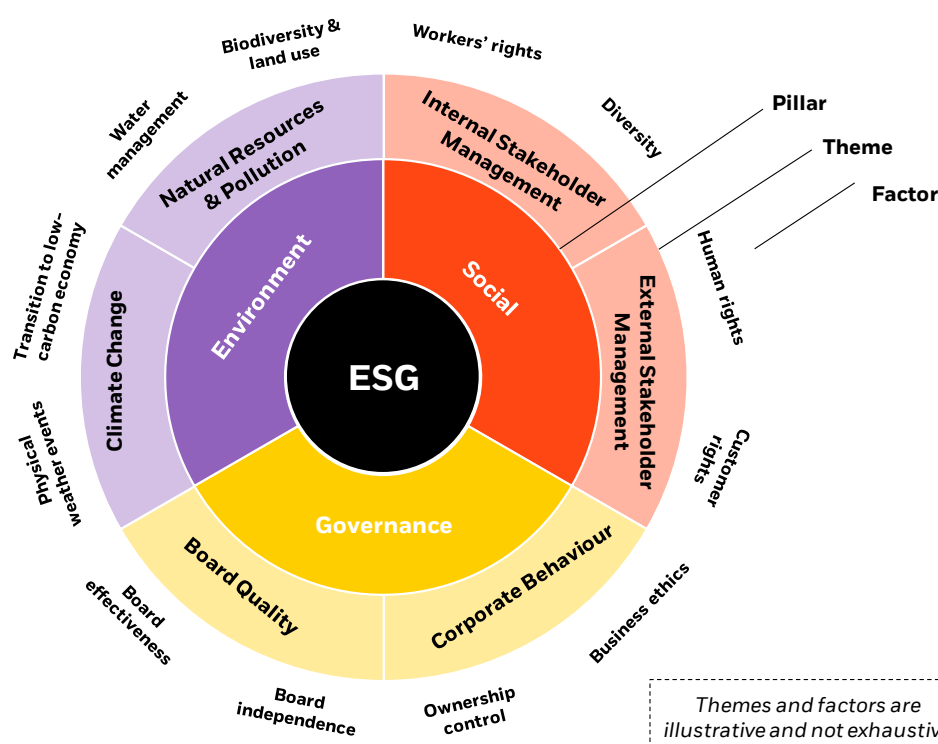 Biodiversity &
land use
Workers' rights
Water
management
Diversity
Pillar
Theme
Factor
Natural Resources
& Pollution
Internal Stakeholder
Management
Transition to low-
carbon economy
Human rights
Environment
Social
Climate Change
External Stakeholder
Management
ESG
Physical
weather events
Customer
rights
Governance
Board Quality
Corporate Behaviour
Board
effectiveness
Business ethics
Board
independence
Ownership
control
Themes and factors are
illustrative and not exhaustiv